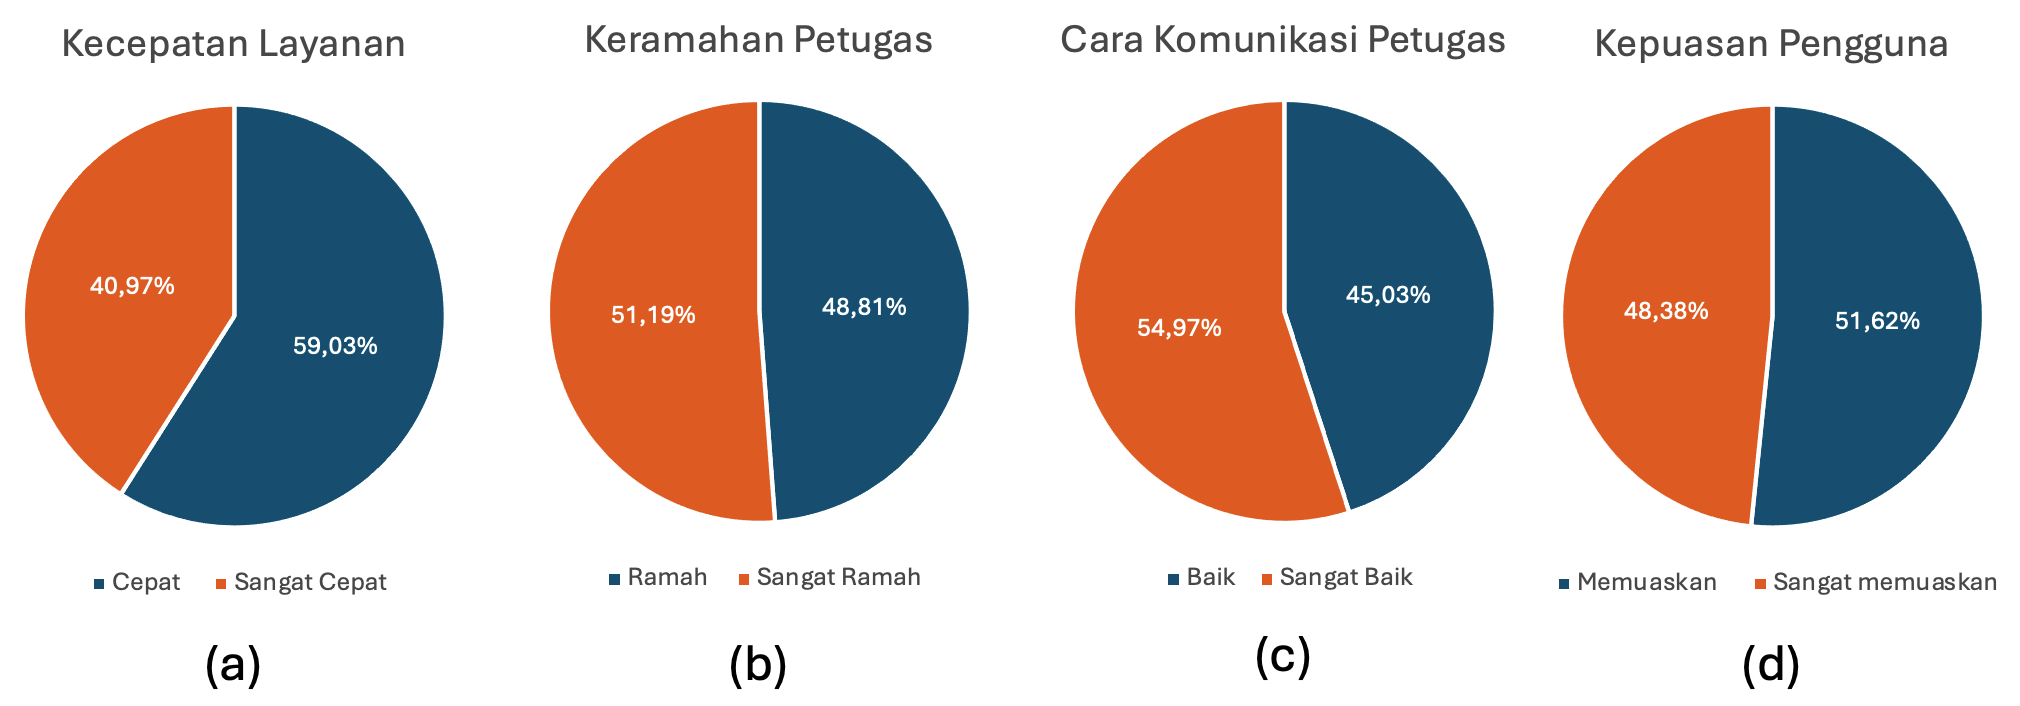 Kecepatan Layanan
40,97%
59,03%
Cepat Sangat Cepat
(a)
Keramahan Petugas
51,19%
48,81%
Ramah Sangat Ramah
(b)
Cara Komunikasi Petugas
54,97%
45,03%
Baik Sangat Baik
(c)
Kepuasan Pengguna
48,38%
51,62%
Memuaskan Sangat memuaskan
(d)